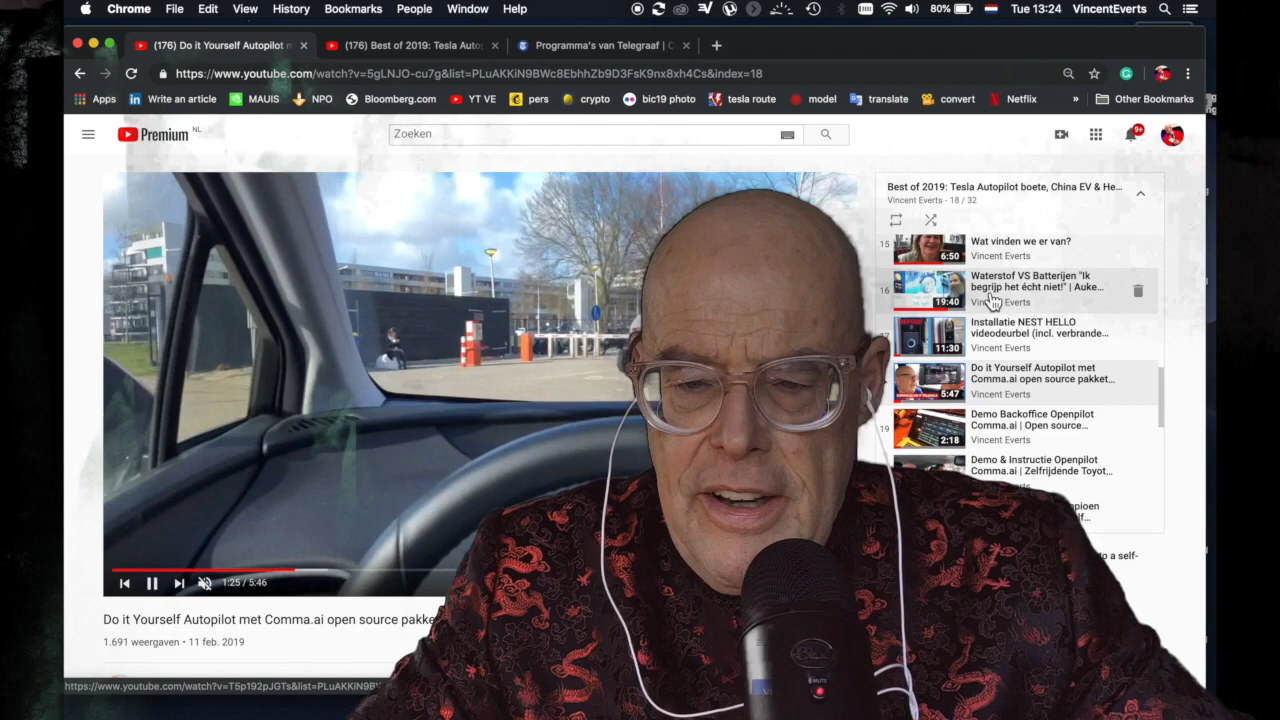 Chrome File Edit View History Bookmarks People Window Help 80% Tue 13:24 VincentEverts
(176) Do it Yourself Autopilot m
(176) Best of 2019: Tesla Auto
Programma's van Telegraaf | C
https://www.youtube.com/watch?v=5gLNJO-cu7g&list=PLuAKKiN9BWc8EbhhZb9D3FsK9nx8xh4Cs&index=18
Apps Write an article MAUIS NPO Bloomberg.com YT VE pers crypto bic19 photo tesla route model translate convert Netflix » Other Bookmarks
Premium NL
Zoeken
9+
Best of 2019: Tesla Autopilot boete, China EV & He...
Vincent Everts - 18 / 32
15
6:50
Wat vinden we er van?
Vincent Everts
16
19:40
Waterstof VS Batterijen "Ik
begrijp het écht niet!" | Auke...
Everts
11:30
Installatie NEST HELLO
videodeurbel (incl. verbrande...
Vincent Everts
5:47
Do it Yourself Autopilot met
Comma.ai open source pakket...
Vincent Everts
19
2:18
Demo Backoffice Openpilot
Comma.ai | Open source...
Vincent Everts
Demo & Instructie Openpilot
Comma.ai | Zelfrijdende Toyot...
1:25 / 5:46
Do it Yourself Autopilot met Comma.ai open source pakke
1.691 weergaven • 11 feb. 2019
https://www.youtube.com/watch?v=T5p192pJGTs&list=PLuAKKiN9BW
MUTE